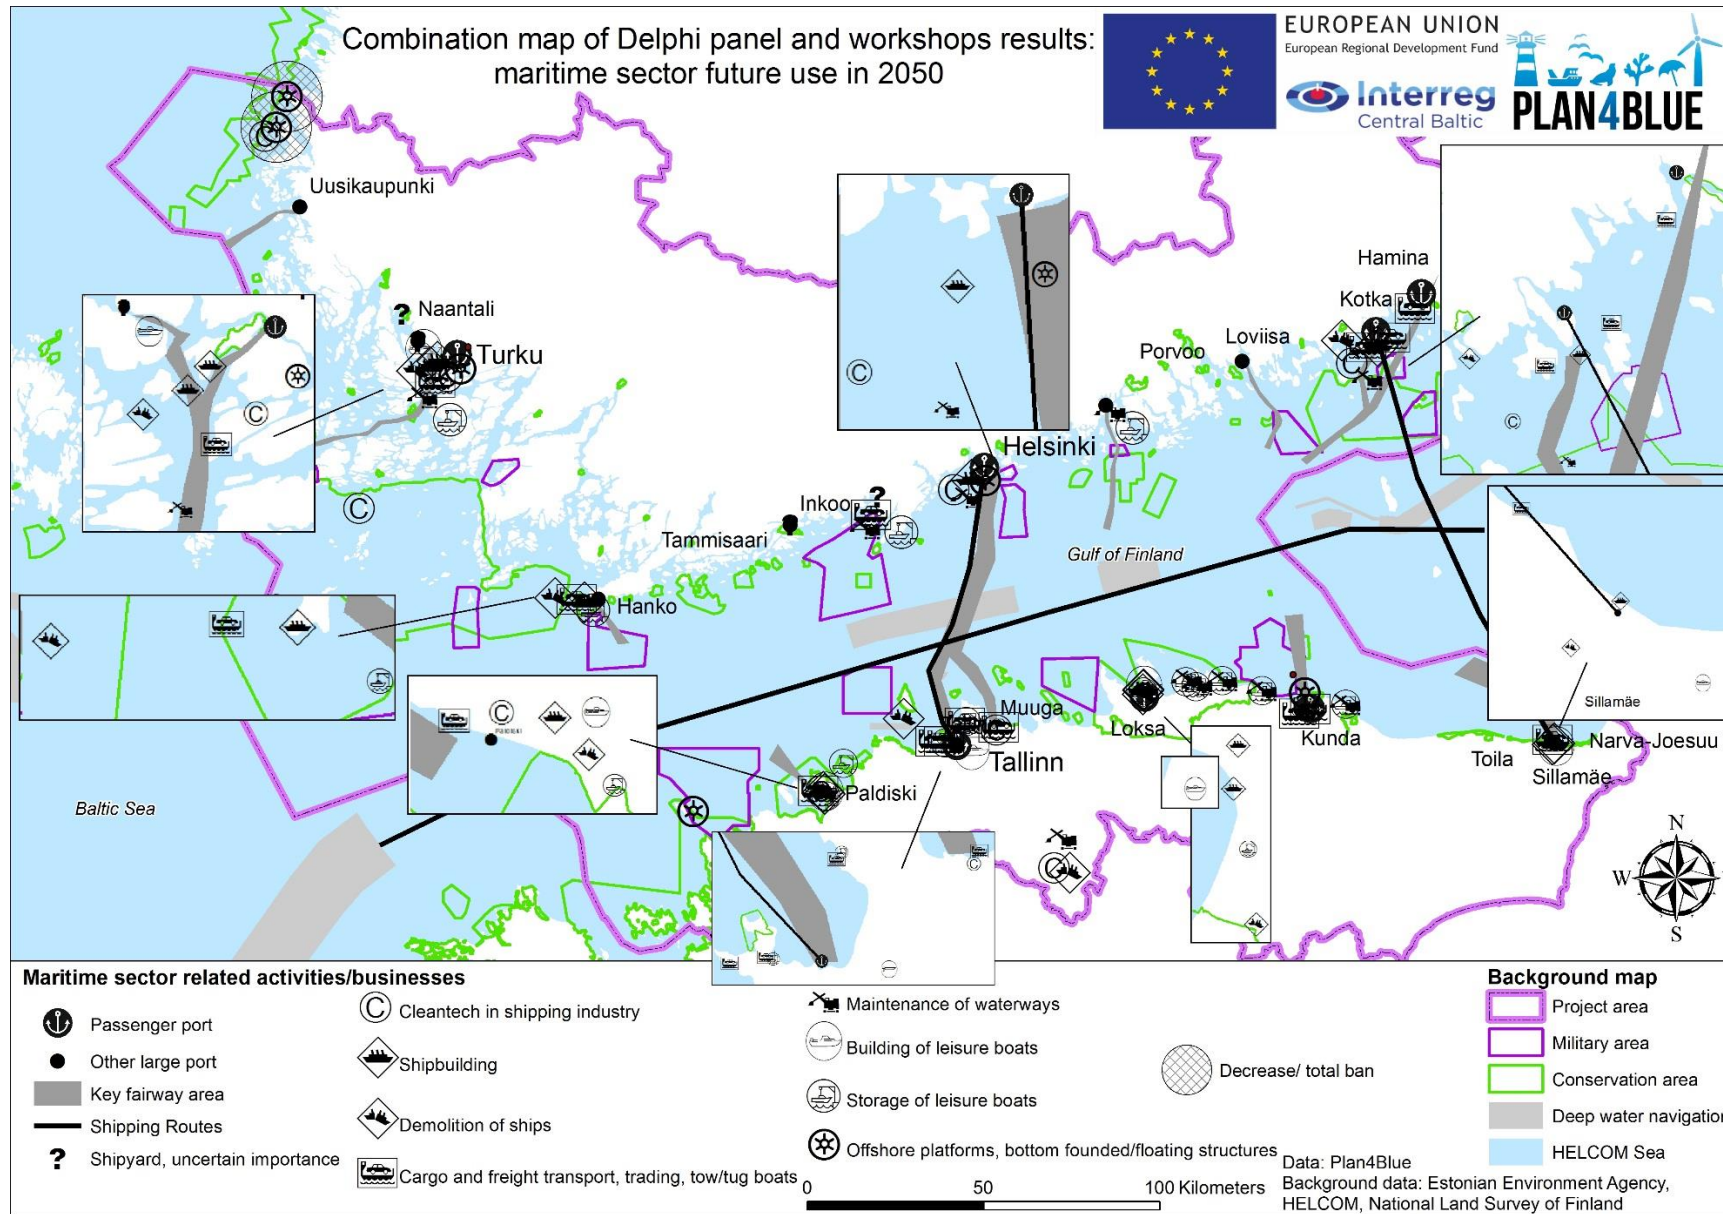 Combination map of Delphi panel and workshops results:
maritime sector future use in 2050
EUROPEAN UNION
European Regional Development Fund
Interreg
Central Baltic
PLAN4BLUE
Uusikaupunki
Naantali
Turku
Hamina
Kotka
Loviisa
Porvoo
Helsinki
Inkoo
Tammisaari
Hanko
Gulf of Finland
Muuga
Tallinn
Loksa
Kunda
Toila
Narva-Joesuu
Sillamäe
Sillamäe
Paldiski
Baltic Sea
N
W
S
Maritime sector related activities/businesses
Passenger port
Other large port
Key fairway area
Shipping Routes
? Shipyard, uncertain importance
C Cleantech in shipping industry
Shipbuilding
Demolition of ships
Cargo and freight transport, trading, tow/tug boats
Maintenance of waterways
Building of leisure boats
Storage of leisure boats
Offshore platforms, bottom founded/floating structures
Decrease/ total ban
0 50 100 Kilometers
Background map
Project area
Military area
Conservation area
Deep water navigation
HELCOM Sea
Data: Plan4Blue
Background data: Estonian Environment Agency,
HELCOM, National Land Survey of Finland